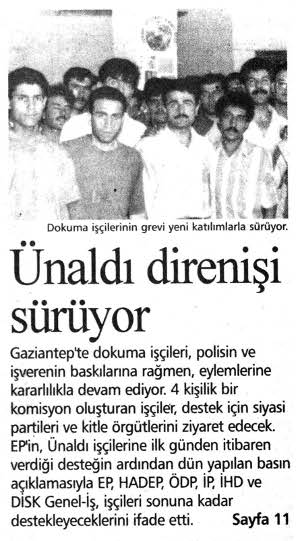 Dokuma işçilerinin grevi yeni katılımlarla sürüyor.
Ünaldı direnişi
sürüyor
Gaziantep'te dokuma işçileri, polisin ve
işverenin baskılarına rağmen, eylemlerine
kararlılıkla devam ediyor. 4 kişilik bir
komisyon oluşturan işçiler, destek için siyasi
partileri ve kitle örgütlerini ziyaret edecek.
EP'in, Ünaldı işçilerine ilk günden itibaren
verdiği desteğin ardından dün yapılan basın
açıklamasıyla EP, HADEP, ÖDP, İP, İHD ve
DİSK Genel-İş, işçileri sonuna kadar
destekleyeceklerini ifade etti. Sayfa 11